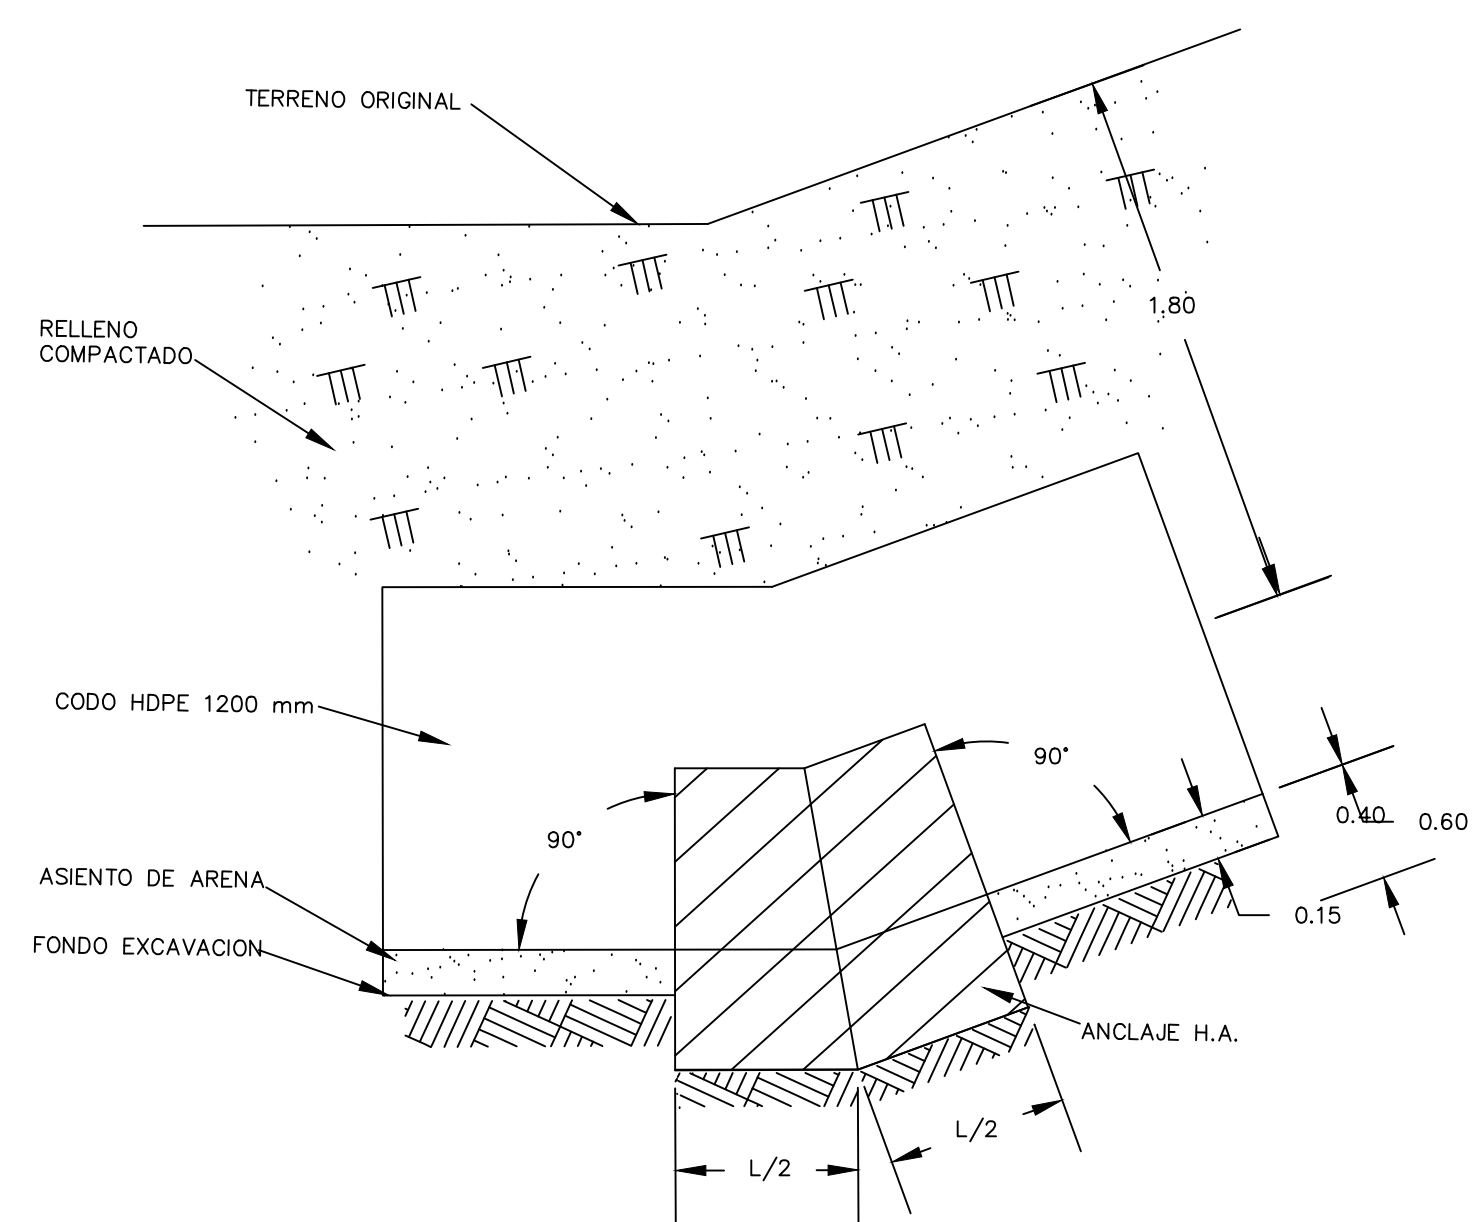 TERRENO ORIGINAL
1.80
RELLENO
COMPACTADO
CODO HDPE 1200 mm
90°
90°
0.40
0.60
ASIENTO DE ARENA
0.15
FONDO EXCAVACION
ANCLAJE H.A.
L/2
L/2